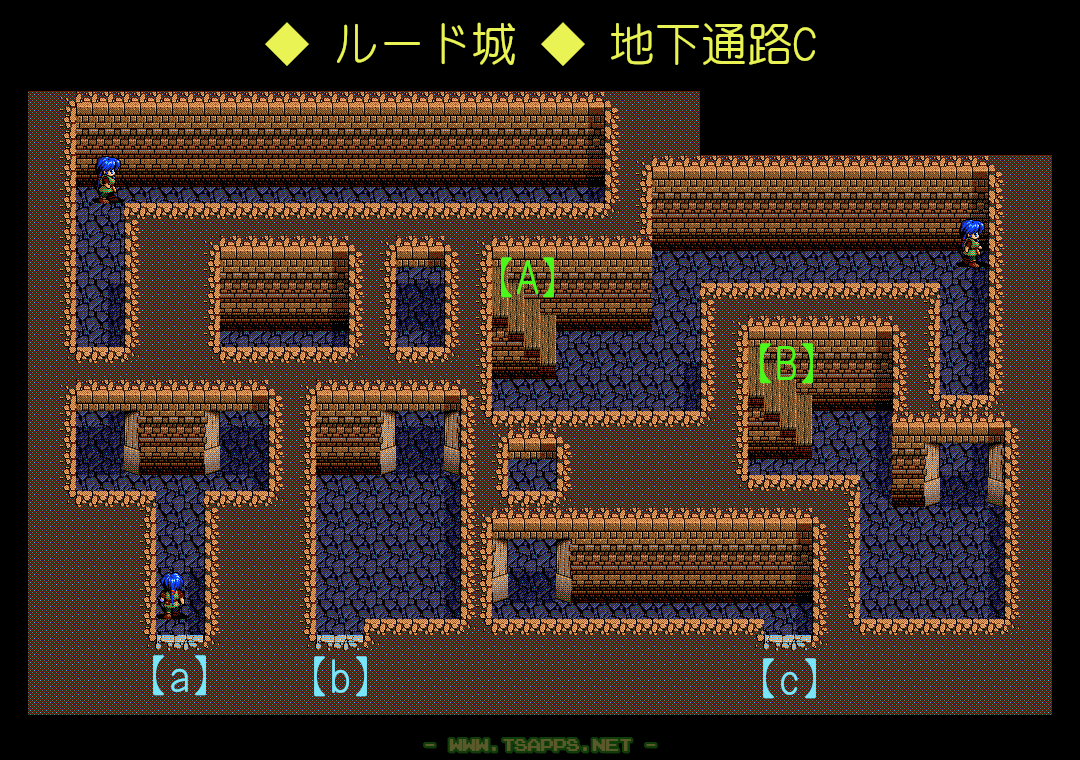 ◆ ルード城 ◆ 地下通路C
【A】
【B】
【a】 【b】 【c】
- WWW.TSAPPS.NET -